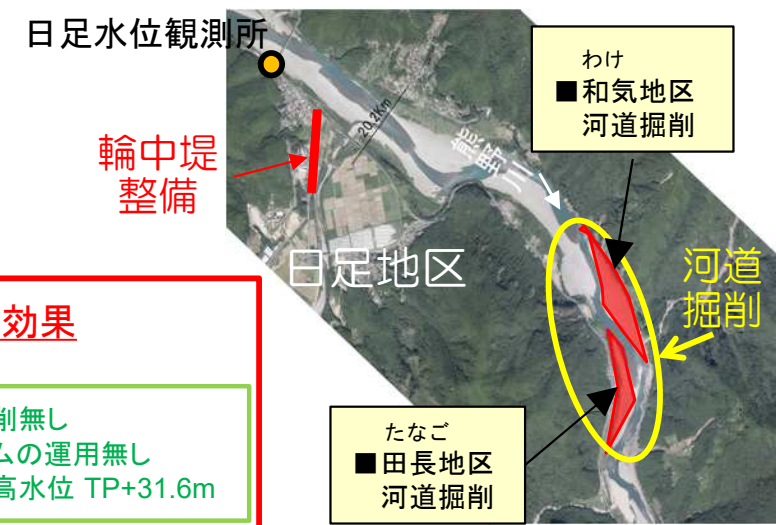 日足水位観測所
わけ
■和気地区
河道掘削
輪中堤
整備
20.2Km
熊野川
日足地区
河道
掘削
効果
削無し
ムの運用無し
高水位 TP+31.6m
たなご
■田長地区
河道掘削